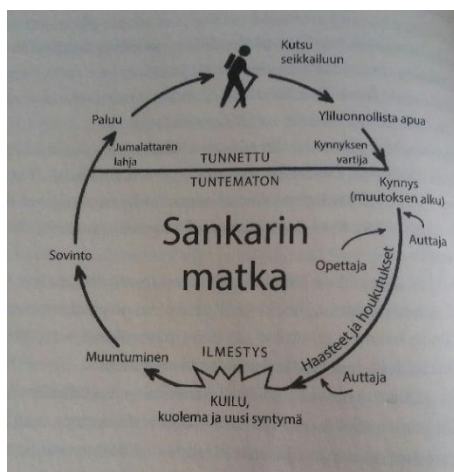 Kutsu
seikkailuun
Yliluonnollista apua
Kynnyksen
vartija
Kynnys
(muutoksen alku)
Auttaja
Opettaja
Haasteet ja houkutukset
Auttaja
ILMESTYS
KUILU,
kuolema ja uusi syntymä
Muuntuminen
Sovinto
Paluu
Jumalattaren
lahja
TUNNETTU
TUNTEMATON
Sankarin
matka